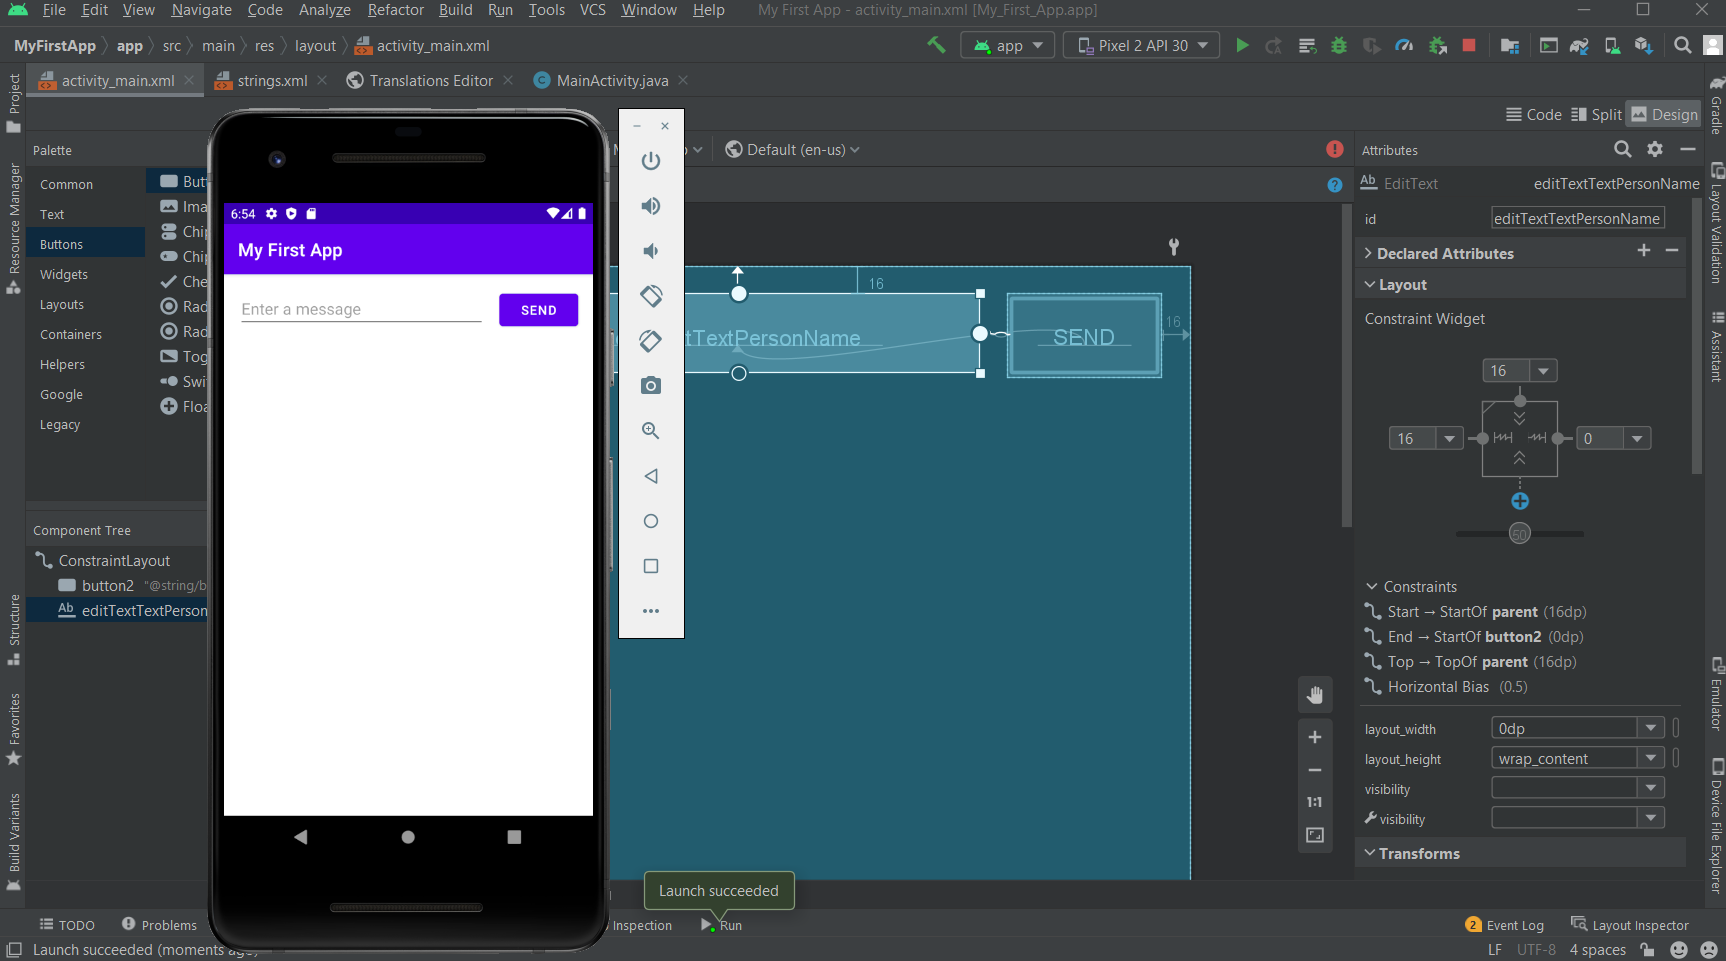 File Edit View Navigate Code Analyze Refactor Build Run Tools VCS Window Help My First App - activity_main.xml [My_First_App.app]
MyFirstApp app src main res layout activity_main.xml app Pixel 2 API 30
activity_main.xml strings.xml Translations Editor MainActivity.java
Code Split Design
Palette
Default (en-us)
Attributes
Common
Text
Buttons
Widgets
Layouts
Containers
Helpers
Google
Legacy
But
Ima
Chip
Chip
Che
Rad
Rad
Tog
Swi
Floa
Component Tree
ConstraintLayout
button2 "@string/b
Ab editTextTextPerson
6:54
My First App
Enter a message
SEND
16
tTextPersonName
SEND
16
1:1
Ab EditText editTextTextPersonName
id editTextTextPersonName
Declared Attributes
Layout
Constraint Widget
16
16
0
50
Constraints
Start → StartOf parent (16dp)
End → StartOf button2 (0dp)
Top → TopOf parent (16dp)
Horizontal Bias (0.5)
layout_width 0dp
layout_height wrap_content
visibility
visibility
Transforms
Project
Resource Manager
Structure
Favorites
Build Variants
Gradle
Layout Validation
Assistant
Emulator
Device File Explorer
Launch succeeded
TODO Problems Inspection Run 2 Event Log Layout Inspector
Launch succeeded (moments ago) LF UTF-8 4 spaces